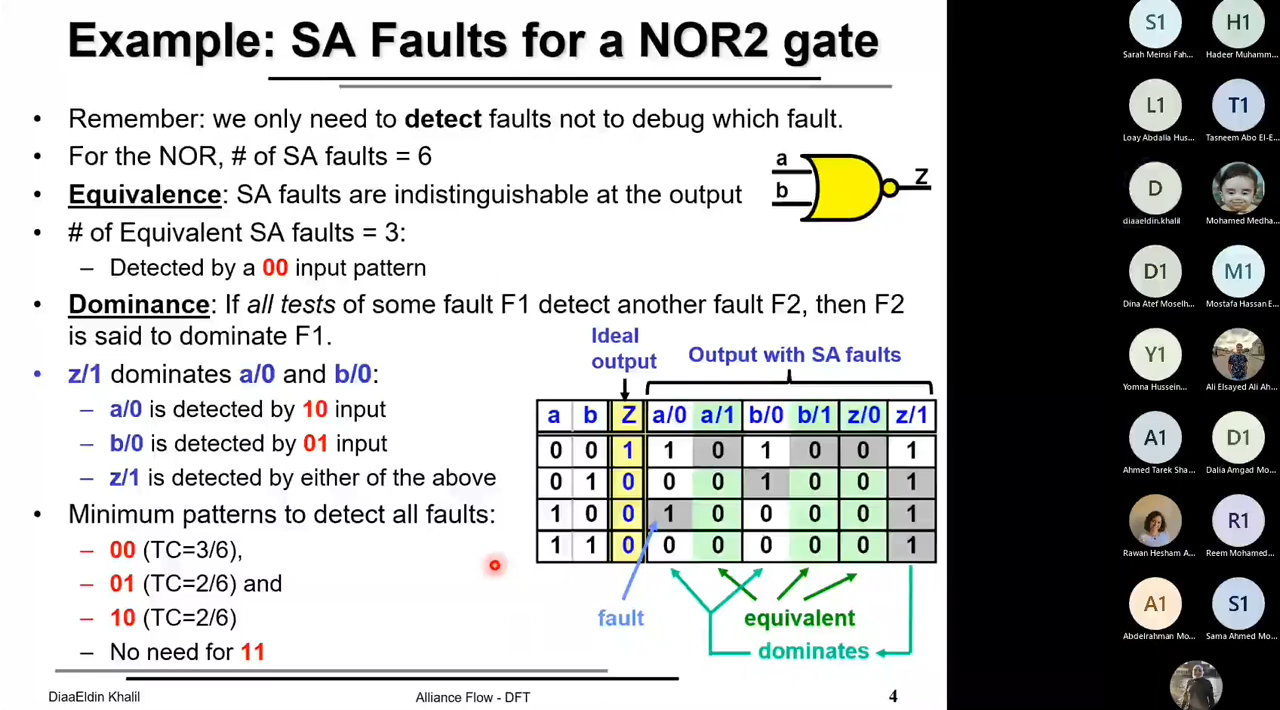 Example: SA Faults for a NOR2 gate
• Remember: we only need to detect faults not to debug which fault.
• For the NOR, # of SA faults = 6
• Equivalence: SA faults are indistinguishable at the output
• # of Equivalent SA faults = 3:
– Detected by a 00 input pattern
• Dominance: If all tests of some fault F1 detect another fault F2, then F2
is said to dominate F1.
• z/1 dominates a/0 and b/0:
– a/0 is detected by 10 input
– b/0 is detected by 01 input
– z/1 is detected by either of the above
• Minimum patterns to detect all faults:
– 00 (TC=3/6),
– 01 (TC=2/6) and
– 10 (TC=2/6)
– No need for 11
a
b
Z
Ideal
output
Output with SA faults
a b Z a/0 a/1 b/0 b/1 z/0 z/1
0 0 1 1 0 1 0 0 1
0 1 0 0 0 1 0 0 1
1 0 0 1 0 0 0 0 1
1 1 0 0 0 0 0 0 1
fault
equivalent
dominates
DiaaEldin Khalil
Alliance Flow - DFT
4
S1
Sarah Meinsi Fah...
H1
Hadeer Muhamm...
L1
Loay Abdalla Hus...
T1
Tasneem Abo El-E...
D
diaaeldin.khalil
Mohamed Medha...
D1
Dina Atef Moselh...
M1
Mostafa Hassan E...
Y1
Yomna Hussein...
Ali Elsayed Ali Ah...
A1
Ahmed Tarek Sha...
D1
Dalia Amgad Mo...
Rawan Hesham A...
R1
Reem Mohamed...
A1
Abdelrahman Mo...
S1
Sama Ahmed Mo...